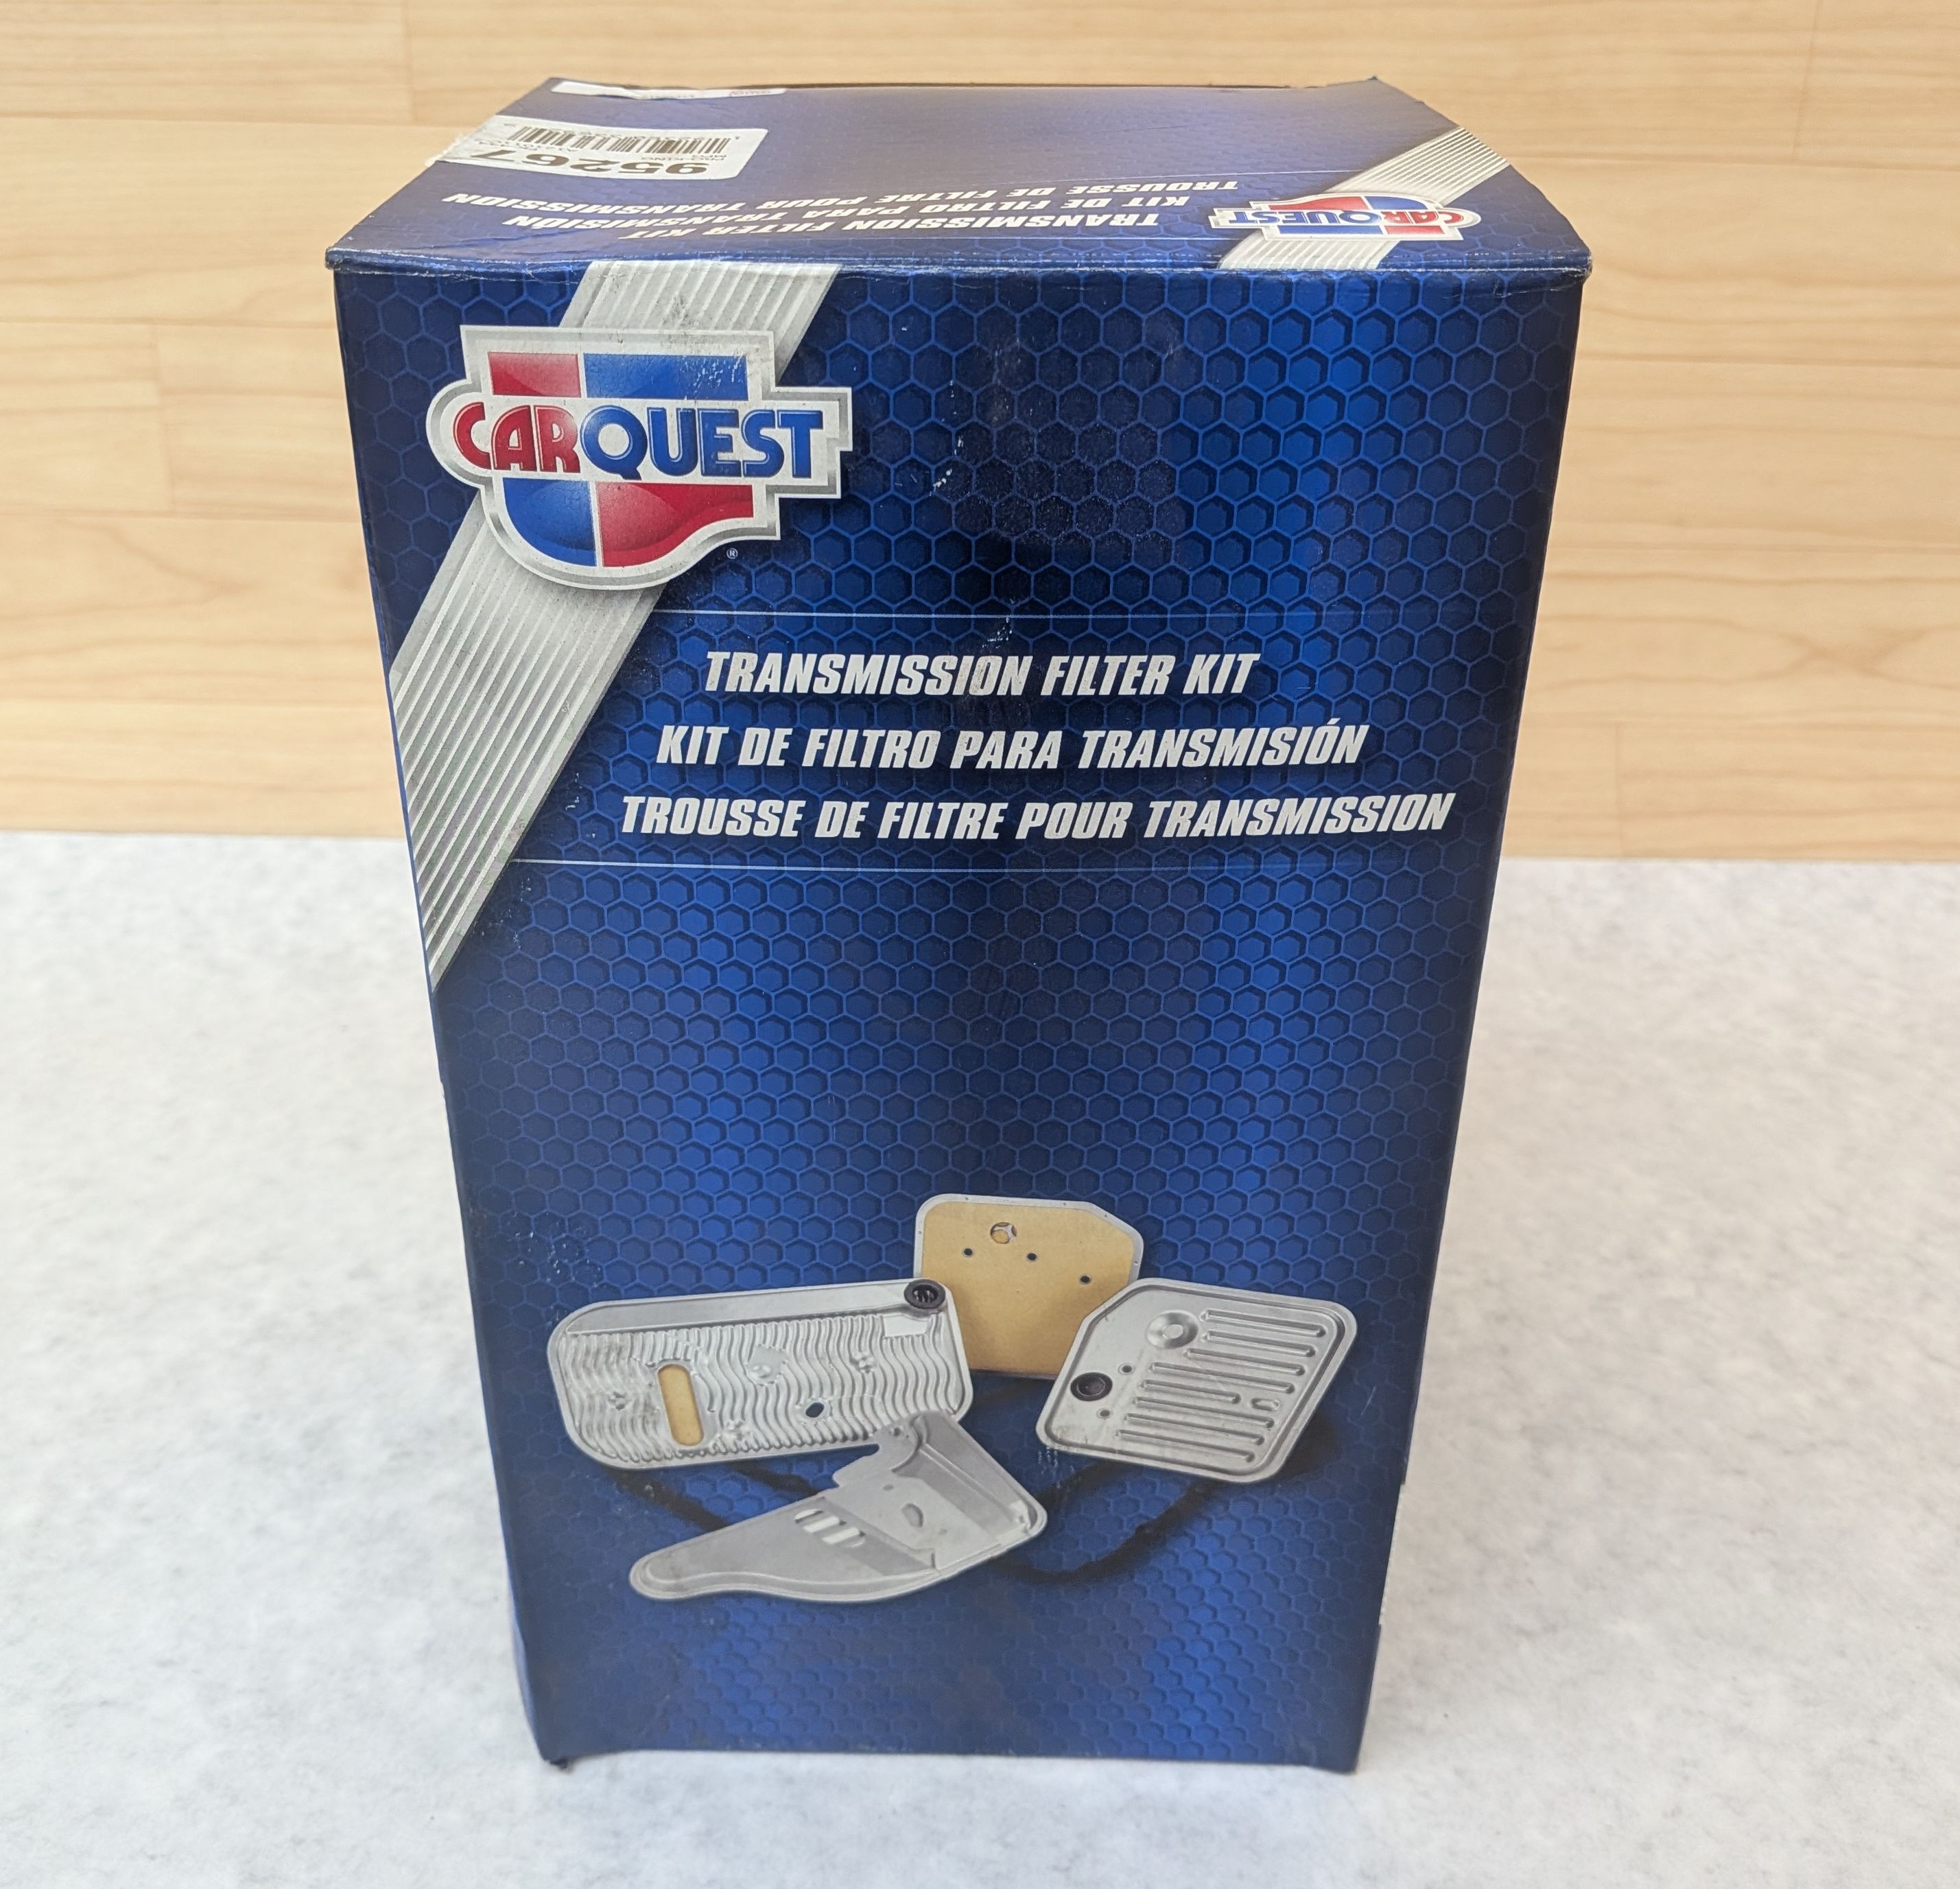 95267
TRANSMISSION FILTER KIT
KIT DE FILTRO PARA TRANSMISIÓN
TROUSSE DE FILTRE POUR TRANSMISSION
CARQUEST
CARQUEST
®
TRANSMISSION FILTER KIT
KIT DE FILTRO PARA TRANSMISIÓN
TROUSSE DE FILTRE POUR TRANSMISSION